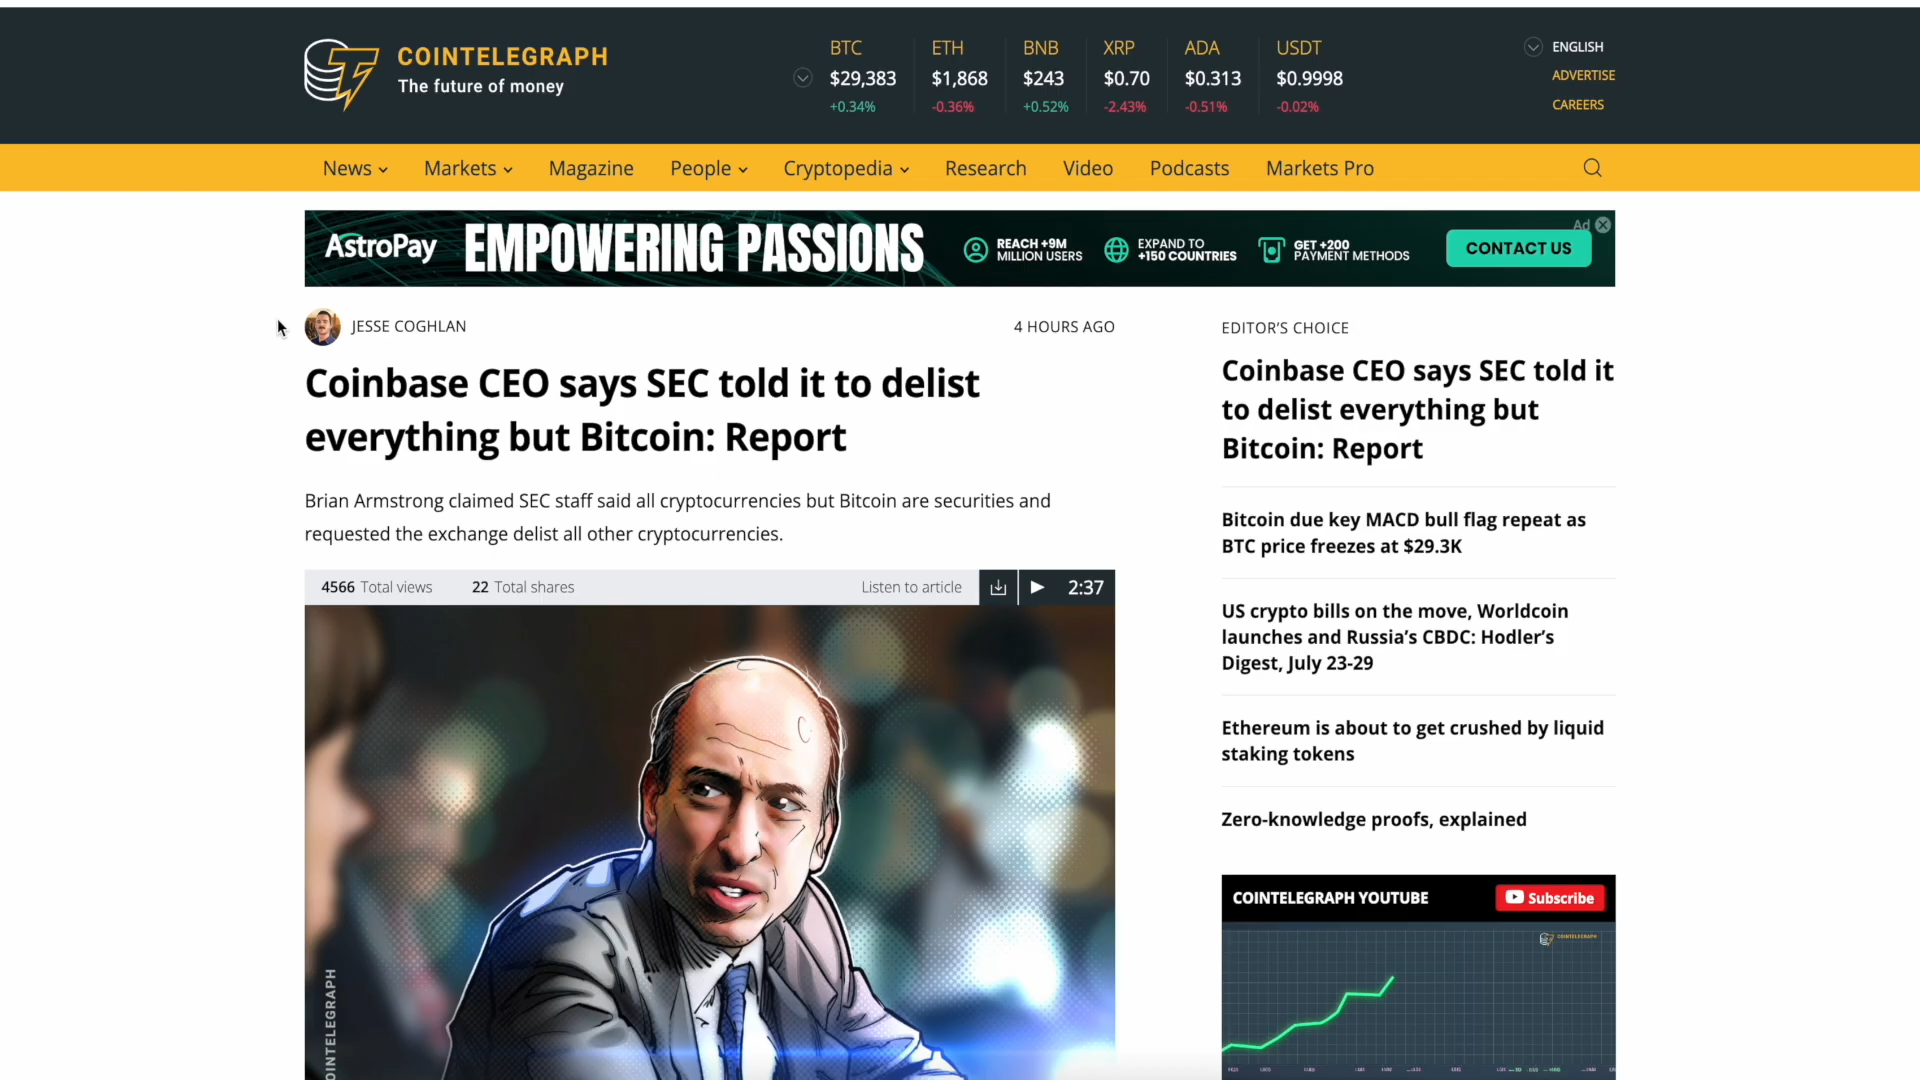 COINTELEGRAPH
The future of money
BTC
$29,383
+0.34%
ETH
$1,868
-0.36%
BNB
$243
+0.52%
XRP
$0.70
-2.43%
ADA
$0.313
-0.51%
USDT
$0.9998
-0.02%
ENGLISH
ADVERTISE
CAREERS
News
Markets
Magazine
People
Cryptopedia
Research
Video
Podcasts
Markets Pro
AstroPay
EMPOWERING PASSIONS
REACH +9M
MILLION USERS
EXPAND TO
+150 COUNTRIES
GET +200
PAYMENT METHODS
CONTACT US
Ad
JESSE COGHLAN
4 HOURS AGO
Coinbase CEO says SEC told it to delist
everything but Bitcoin: Report
Brian Armstrong claimed SEC staff said all cryptocurrencies but Bitcoin are securities and
requested the exchange delist all other cryptocurrencies.
4566 Total views
22 Total shares
Listen to article
2:37
OINTELEGRAPH
EDITOR'S CHOICE
Coinbase CEO says SEC told it
to delist everything but
Bitcoin: Report
Bitcoin due key MACD bull flag repeat as
BTC price freezes at $29.3K
US crypto bills on the move, Worldcoin
launches and Russia's CBDC: Hodler's
Digest, July 23-29
Ethereum is about to get crushed by liquid
staking tokens
Zero-knowledge proofs, explained
COINTELEGRAPH YOUTUBE
Subscribe
COINTELEGRAPH